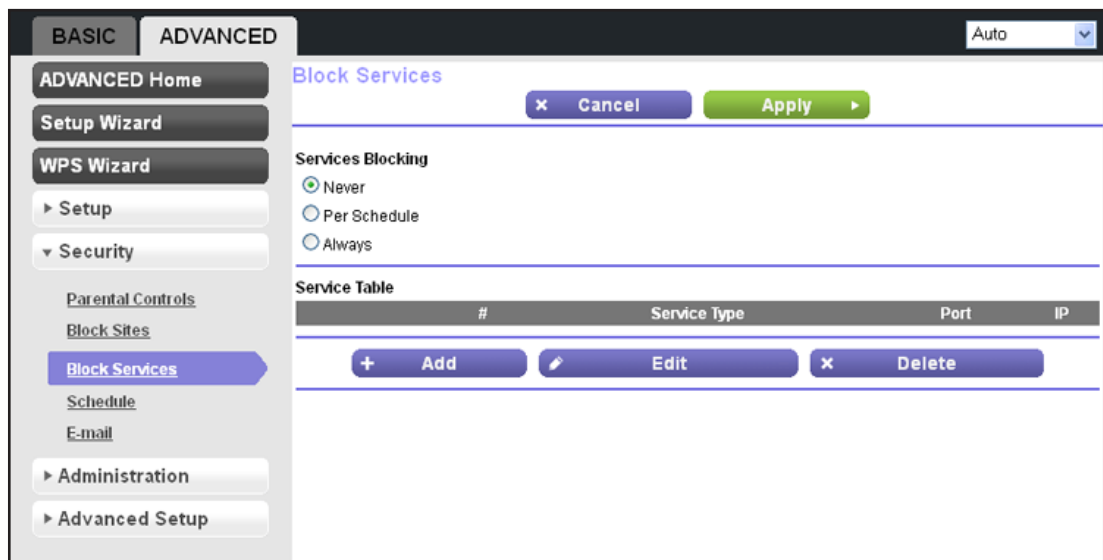 BASIC ADVANCED Auto
ADVANCED Home
Setup Wizard
WPS Wizard
Setup
Security
Parental Controls
Block Sites
Block Services
Schedule
E-mail
Administration
Advanced Setup
Block Services
Cancel Apply
Services Blocking
Never
Per Schedule
Always
Service Table
# Service Type Port IP
Add Edit Delete